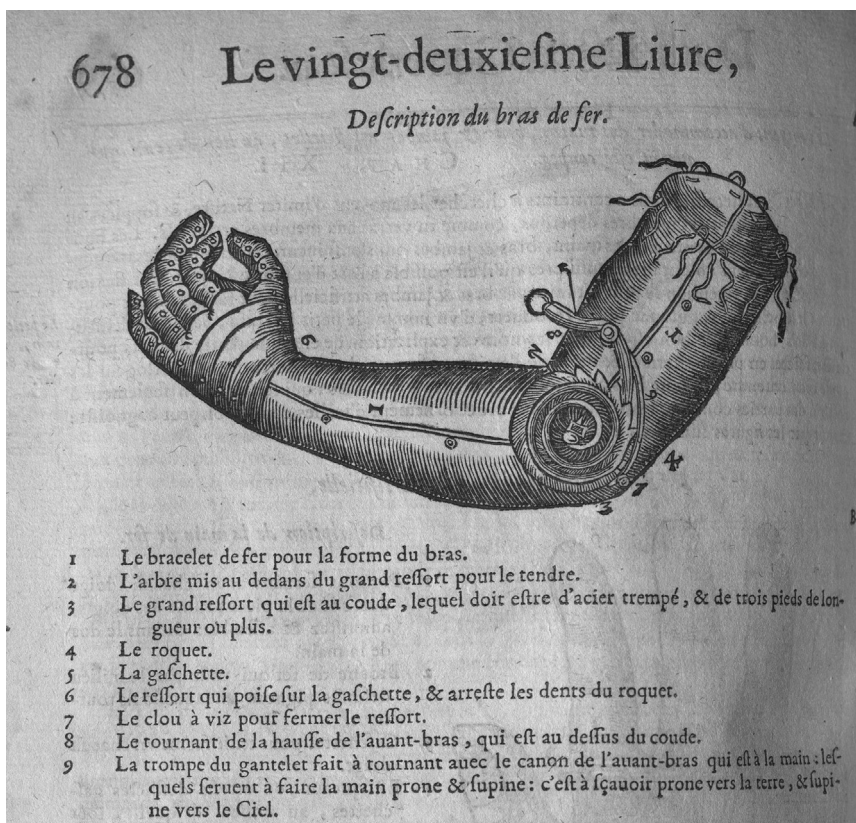 678 Le vingt-deuxieſme Liure,
Deſcription du bras de fer.
1 Le bracelet de fer pour la forme du bras.
2 L'arbre mis au dedans du grand reſſort pour le tendre.
3 Le grand reſſort qui eſt au coude, lequel doit eſtre d'acier trempé, & de trois pieds de lon-
gueur ou plus.
4 Le roquet.
5 La gaſchette.
6 Le reſſort qui poiſe ſur la gaſchette, & arreſte les dents du roquet.
7 Le clou à viz pour fermer le reſſort.
8 Le tournant de la hauſſe de l'auant-bras, qui eſt au deſſus du coude.
9 La trompe du gantelet fait à tournant auec le canon de l'auant-bras qui eſt à la main: leſ-
quels ſeruent à faire la main prone & ſupine: c'eſt à ſçauoir prone vers la terre, & ſupi-
ne vers le Ciel.